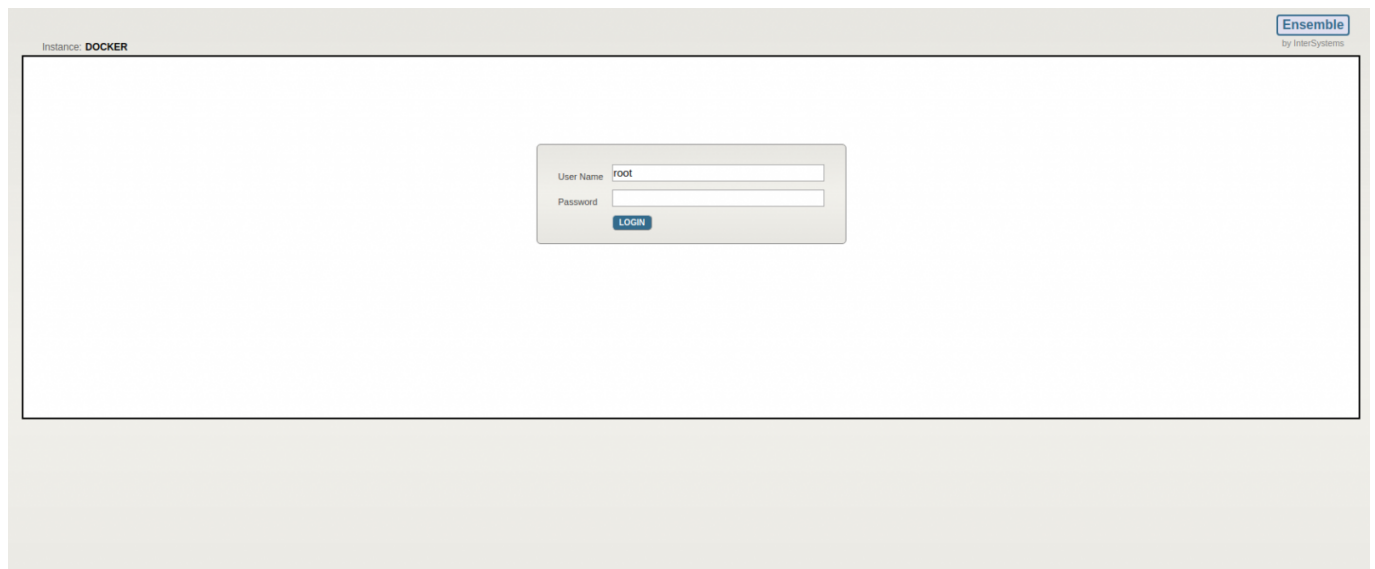 Ensemble
by InterSystems
Instance: DOCKER
User Name root
Password
LOGIN